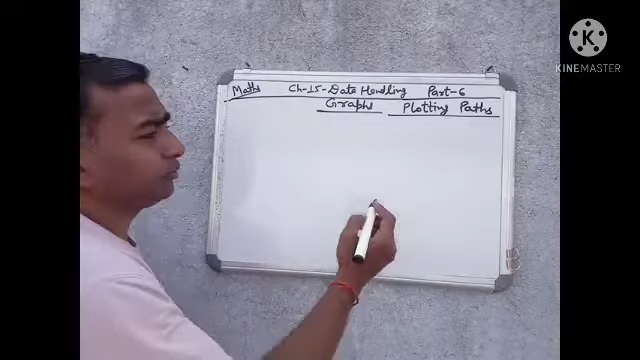 KINEMASTER
Maths Ch-15-Data Handling Part-6
Graphs Plotting Paths